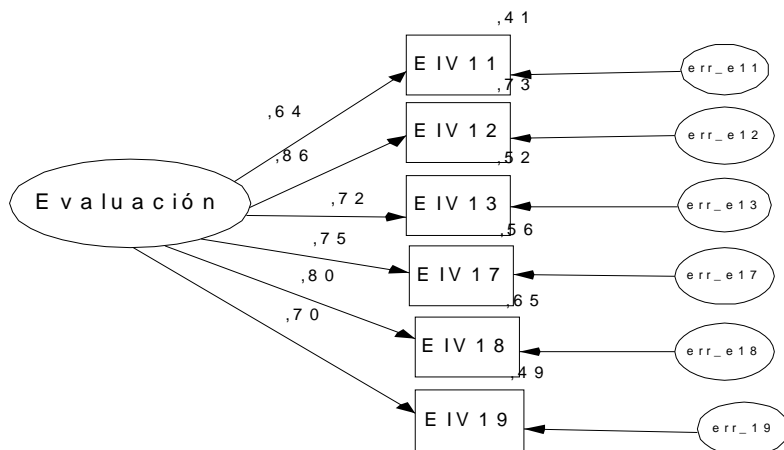 ,41
EIV11
err_e11
,73
,64
EIV12
err_e12
,86
,52
Evaluación
,72
EIV13
err_e13
,56
,75
EIV17
err_e17
,80
,65
EIV18
err_e18
,70
,49
EIV19
err_19